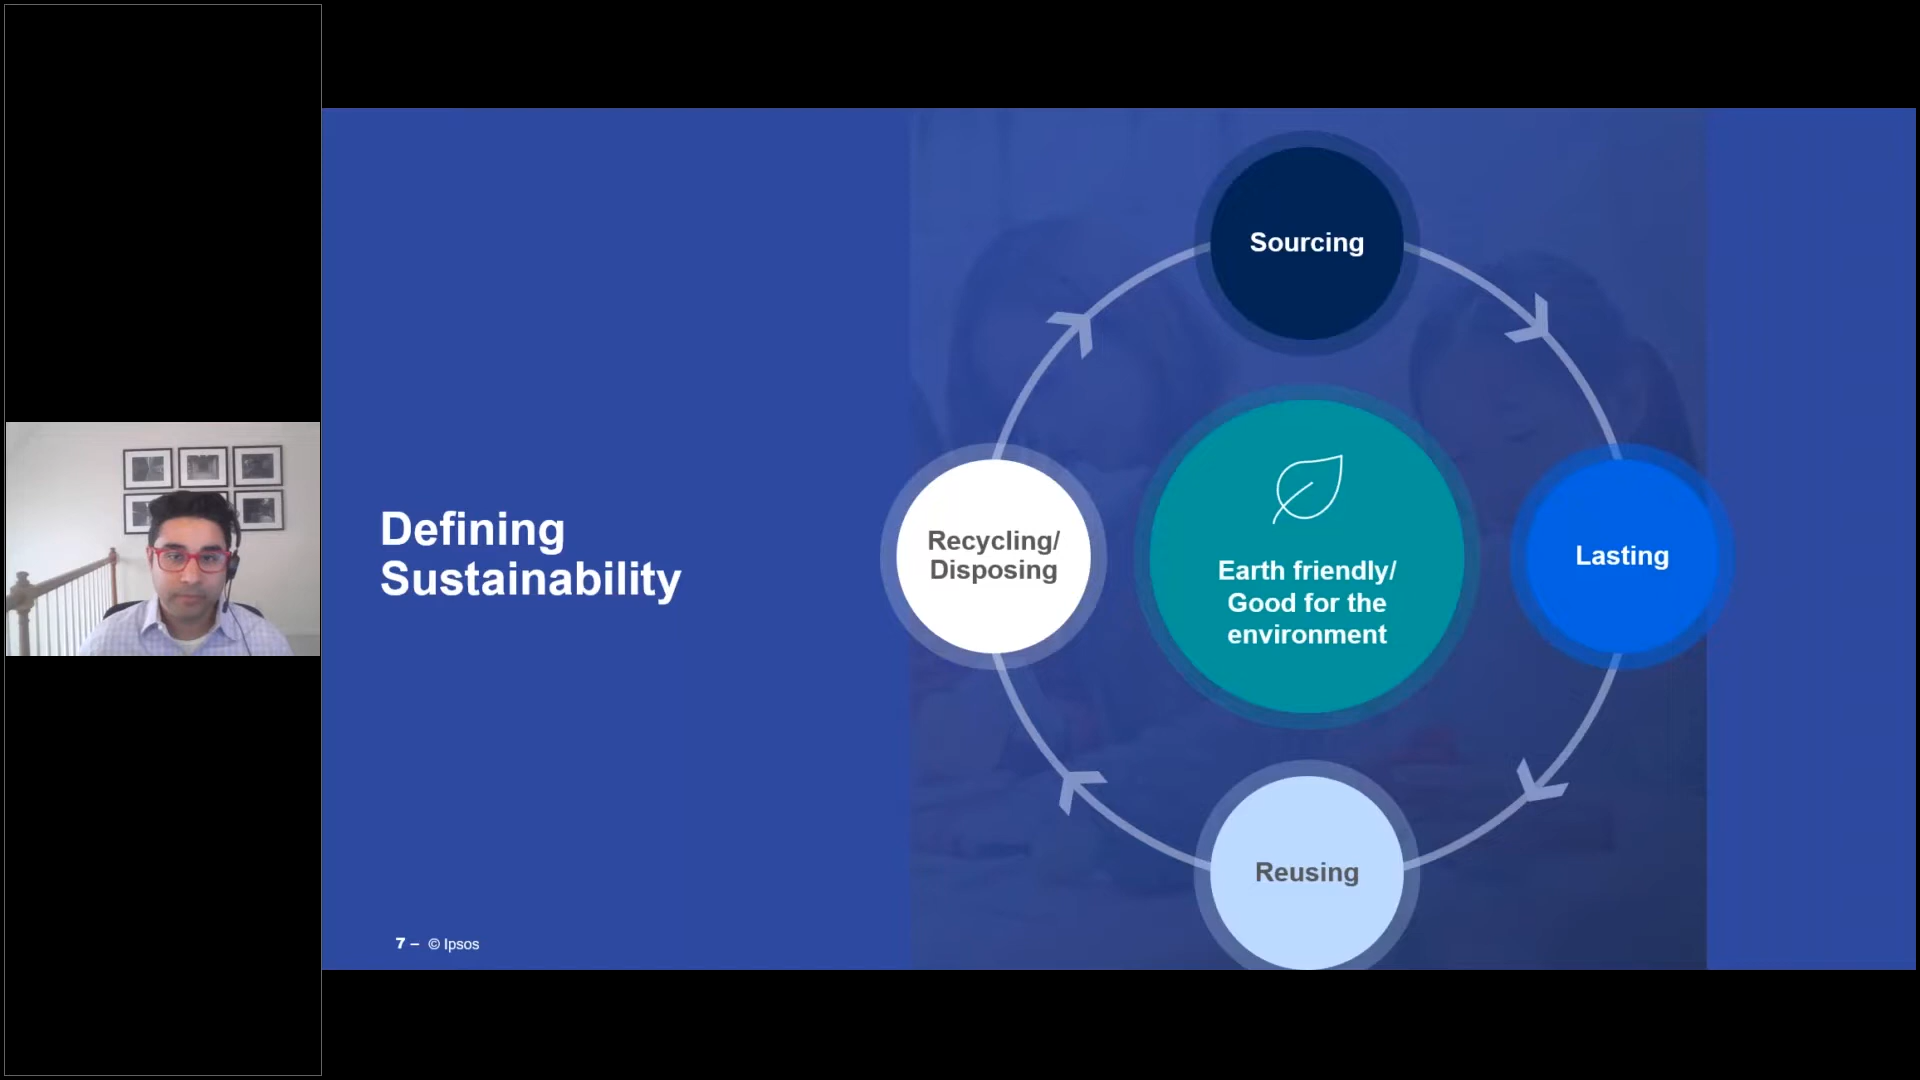 Defining
Sustainability
Sourcing
Lasting
Reusing
Recycling/
Disposing
Earth friendly/
Good for the
environment
7 – © Ipsos